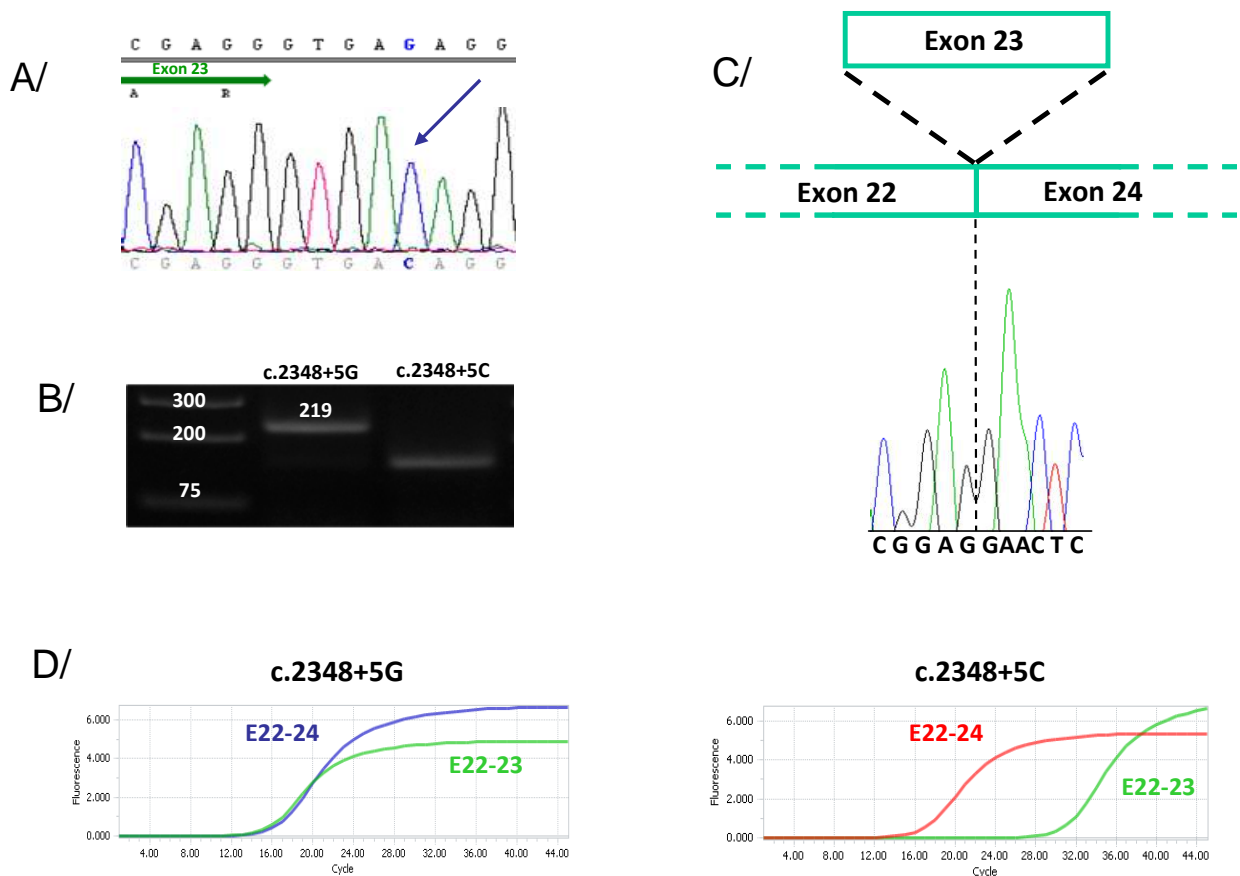 A/
C G A G G G T G A G A G G
Exon 23
A R
C G A G G G T G A C A G G
B/
c.2348+5G c.2348+5C
300
219
200
75
C/
Exon 23
Exon 22 Exon 24
C G G A G G A A C T C
D/
c.2348+5G
6.000
4.000
2.000
0.000
Fluorescence
E22-24
E22-23
4.00 8.00 12.00 16.00 20.00 24.00 28.00 32.00 36.00 40.00 44.00
Cycle
c.2348+5C
6.000
4.000
2.000
0.000
Fluorescence
E22-24
E22-23
4.00 8.00 12.00 16.00 20.00 24.00 28.00 32.00 36.00 40.00 44.00
Cycle